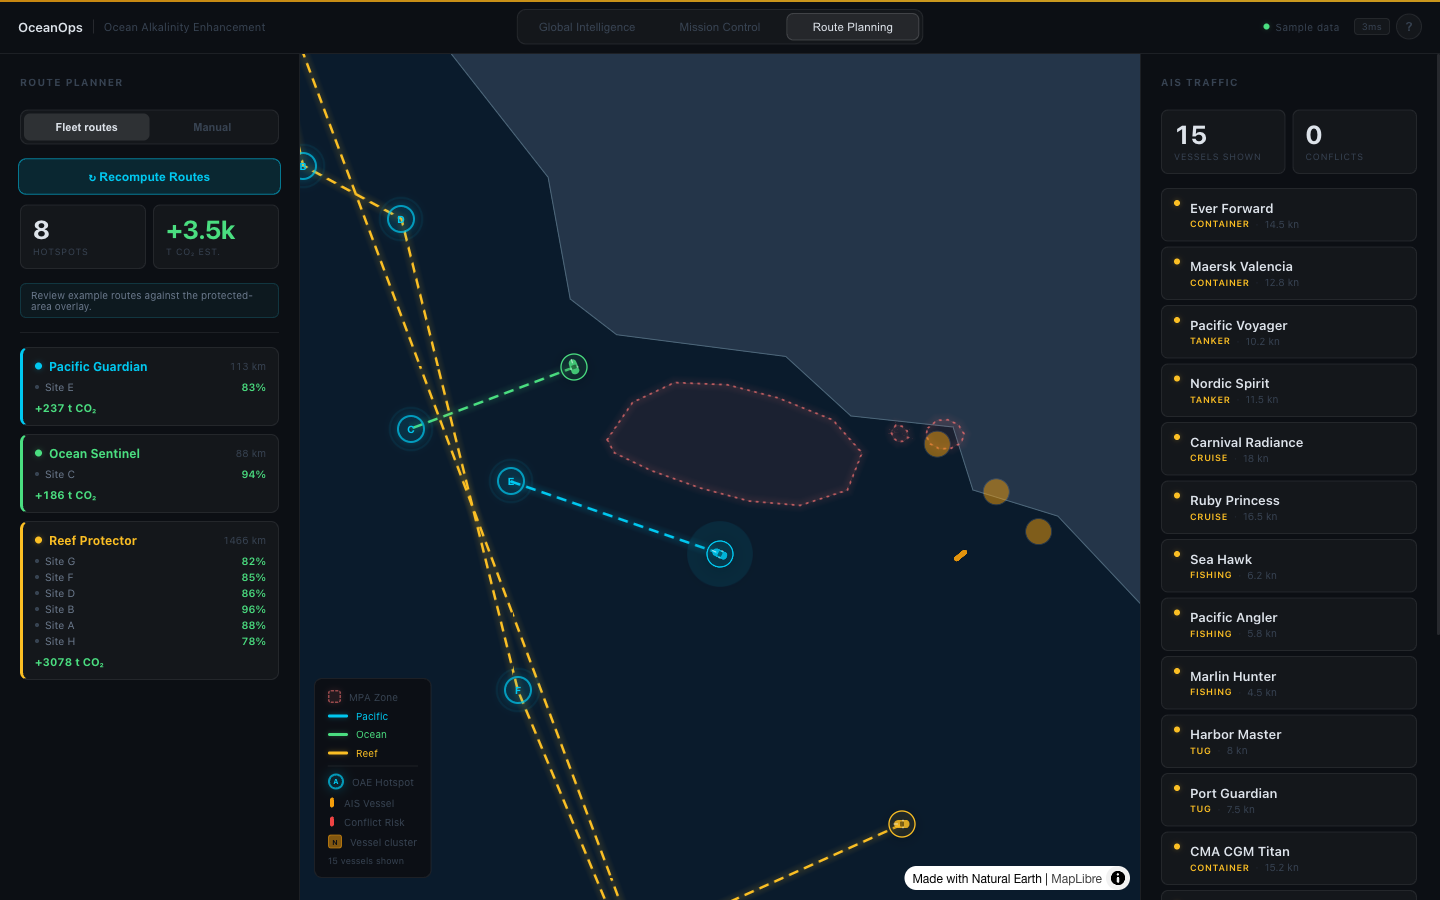 OceanOps
Ocean Alkalinity Enhancement
Global Intelligence
Mission Control
Route Planning
Sample data
3ms
?
ROUTE PLANNER
Fleet routes
Manual
↻ Recompute Routes
8
HOTSPOTS
+3.5k
T CO₂ EST.
Review example routes against the protected-
area overlay.
Pacific Guardian 113 km
Site E 83%
+237 t CO₂
Ocean Sentinel 88 km
Site C 94%
+186 t CO₂
Reef Protector 1466 km
Site G 82%
Site F 85%
Site D 86%
Site B 96%
Site A 88%
Site H 78%
+3078 t CO₂
C
E
F
MPA Zone
Pacific
Ocean
Reef
A OAE Hotspot
AIS Vessel
Conflict Risk
N Vessel cluster
15 vessels shown
Made with Natural Earth | MapLibre
AIS TRAFFIC
15
VESSELS SHOWN
0
CONFLICTS
Ever Forward
CONTAINER 14.5 kn
Maersk Valencia
CONTAINER 12.8 kn
Pacific Voyager
TANKER 10.2 kn
Nordic Spirit
TANKER 11.5 kn
Carnival Radiance
CRUISE 18 kn
Ruby Princess
CRUISE 16.5 kn
Sea Hawk
FISHING 6.2 kn
Pacific Angler
FISHING 5.8 kn
Marlin Hunter
FISHING 4.5 kn
Harbor Master
TUG 8 kn
Port Guardian
TUG 7.5 kn
CMA CGM Titan
CONTAINER 15.2 kn